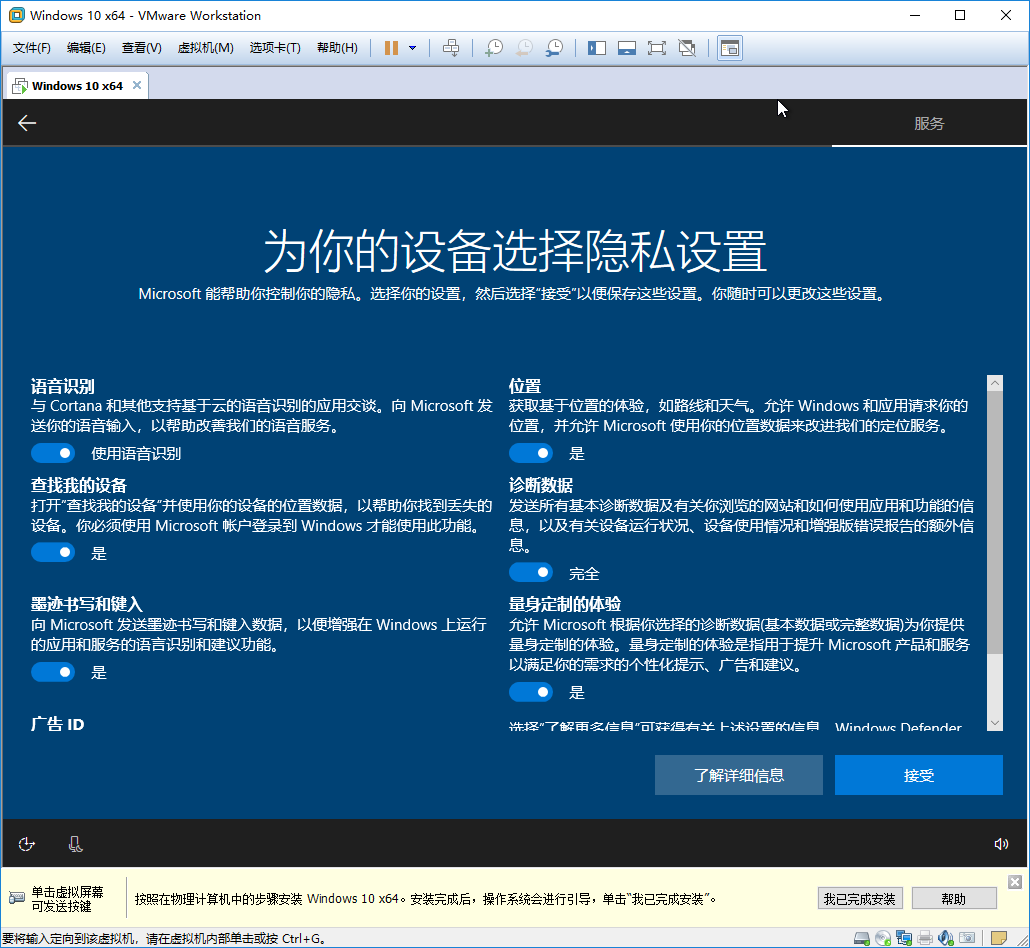 Windows 10 x64 - VMware Workstation
文件(F) 编辑(E) 查看(V) 虚拟机(M) 选项卡(T) 帮助(H)
Windows 10 x64
服务
为你的设备选择隐私设置
Microsoft 能帮助你控制你的隐私。选择你的设置，然后选择“接受”以便保存这些设置。你随时可以更改这些设置。
语音识别
与 Cortana 和其他支持基于云的语音识别的应用交谈。向 Microsoft 发
送你的语音输入，以帮助改善我们的语音服务。
使用语音识别
查找我的设备
打开“查找我的设备”并使用你的设备的位置数据，以帮助你找到丢失的
设备。你必须使用 Microsoft 帐户登录到 Windows 才能使用此功能。
是
墨迹书写和键入
向 Microsoft 发送墨迹书写和键入数据，以便增强在 Windows 上运行
的应用和服务的语言识别和建议功能。
是
广告 ID
位置
获取基于位置的体验，如路线和天气。允许 Windows 和应用请求你的
位置，并允许 Microsoft 使用你的位置数据来改进我们的定位服务。
是
诊断数据
发送所有基本诊断数据及有关你浏览的网站和如何使用应用和功能的信
息，以及有关设备运行状况、设备使用情况和增强版错误报告的额外信
息。
完全
量身定制的体验
允许 Microsoft 根据你选择的诊断数据(基本数据或完整数据)为你提供
量身定制的体验。量身定制的体验是指用于提升 Microsoft 产品和服务
以满足你的需求的个性化提示、广告和建议。
是
选择“了解更多信息”可获得有关上述设置的信息、Windows Defender
了解详细信息
接受
单击虚拟屏幕
可发送按键
按照在物理计算机中的步骤安装 Windows 10 x64。安装完成后，操作系统会进行引导，单击“我已完成安装”。
我已完成安装
帮助
要将输入定向到该虚拟机，请在虚拟机内部单击或按 Ctrl+G。